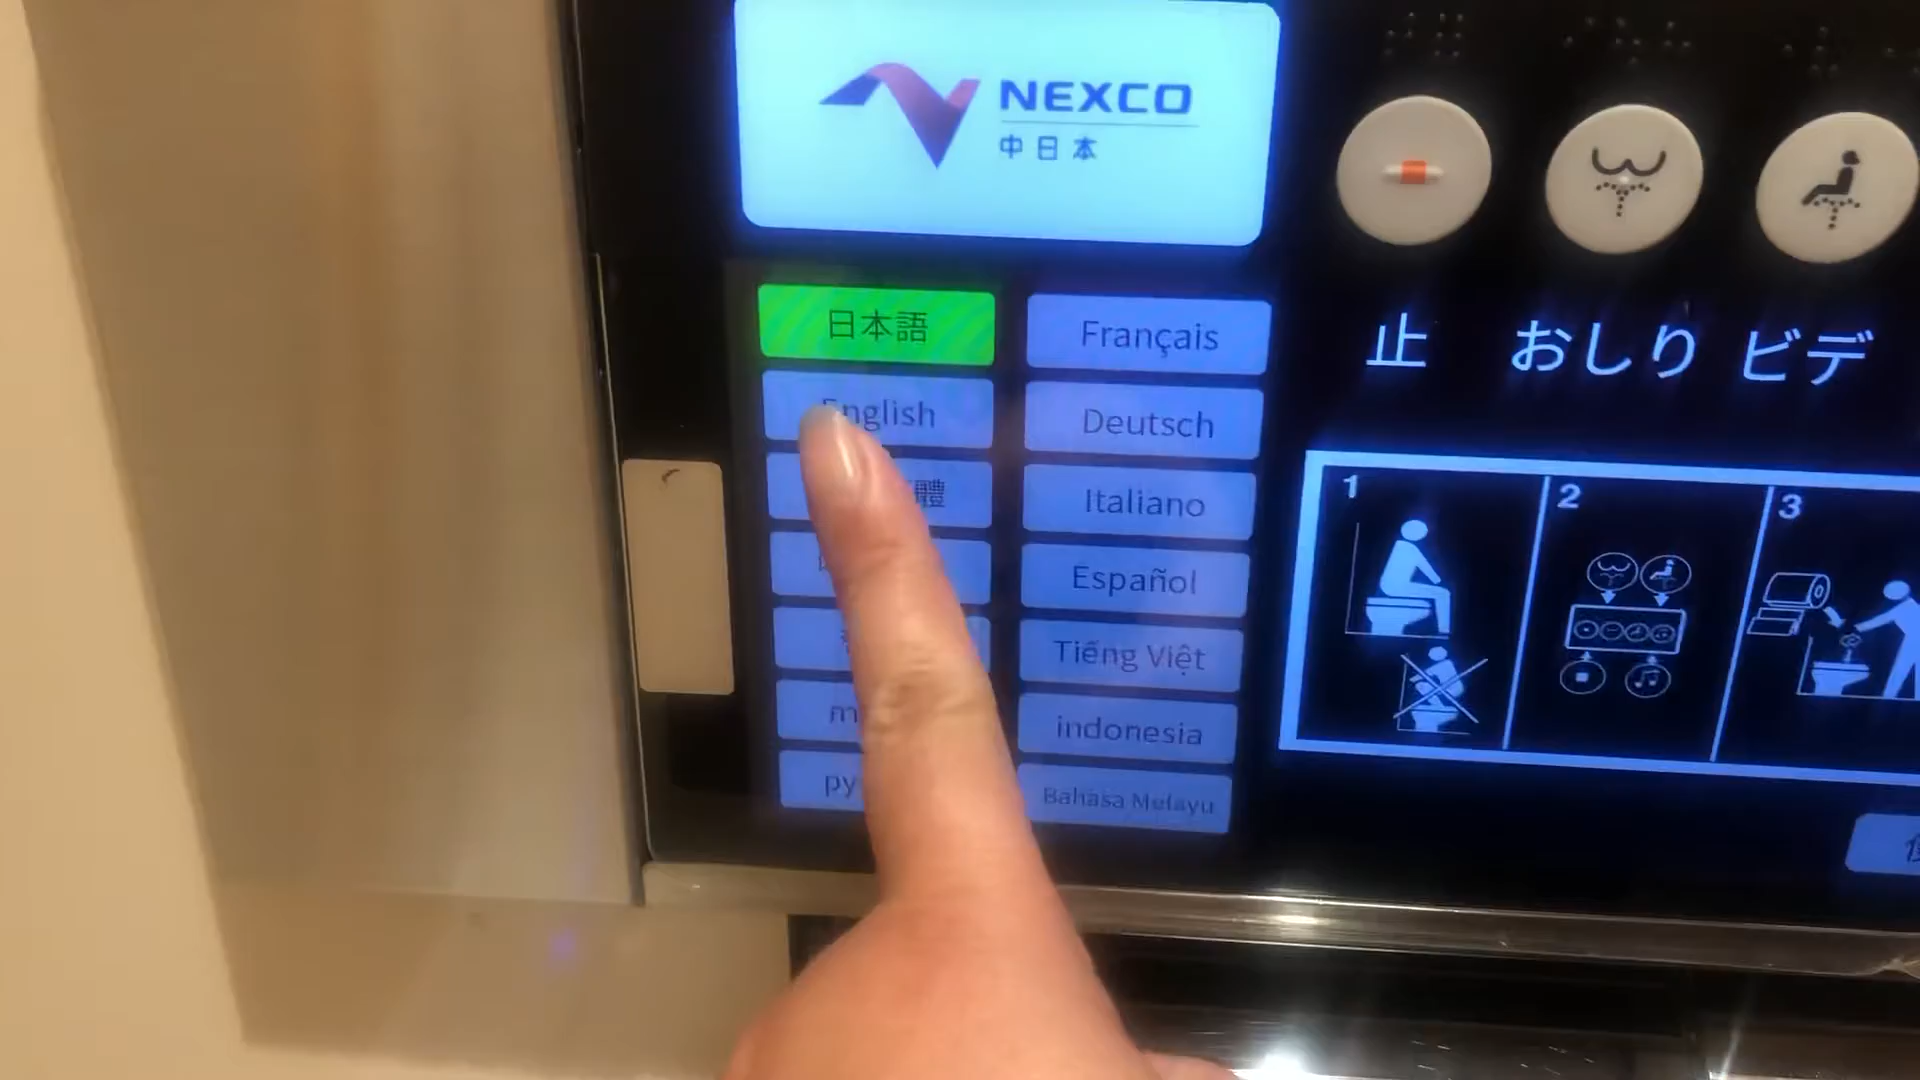 NEXCO
中日本
日本語
Français
English
Deutsch
Italiano
Español
Tiếng Việt
indonesia
Bahasa Melayu
止 おしり ビデ
1 2 3